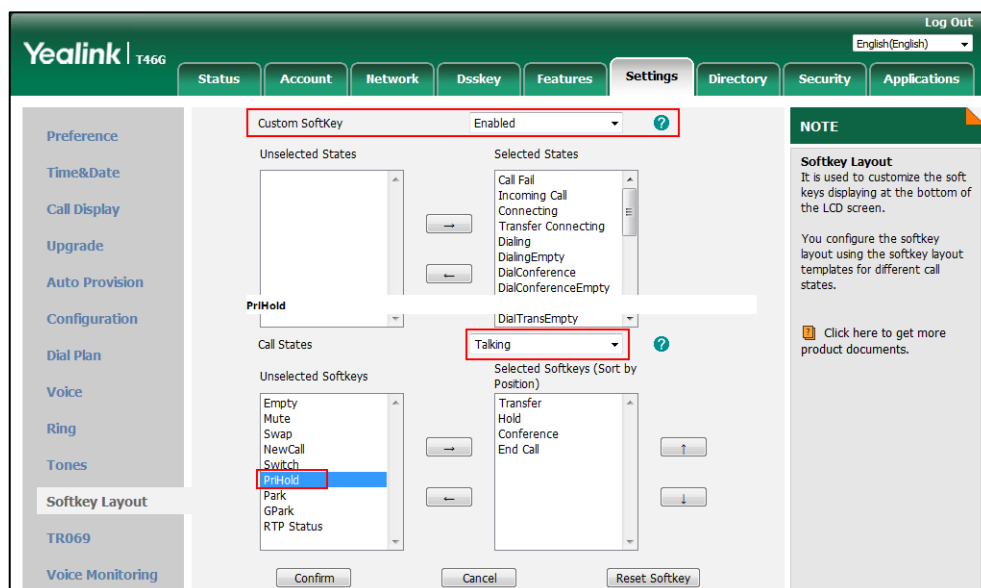 Log Out
Yealink T46G
English(English)
Status Account Network Dsskey Features Settings Directory Security Applications
Preference
Time&Date
Call Display
Upgrade
Auto Provision
Configuration
Dial Plan
Voice
Ring
Tones
Softkey Layout
TR069
Voice Monitoring
Custom SoftKey Enabled ?
Unselected States
Selected States
Call Fail
Incoming Call
Connecting
Transfer Connecting
Dialing
DialingEmpty
DialConference
DialConferenceEmpty
PriHold
DialTransEmpty
Call States Talking ?
Unselected Softkeys
Empty
Mute
Swap
NewCall
Switch
PriHold
Park
GPark
RTP Status
Selected Softkeys (Sort by
Position)
Transfer
Hold
Conference
End Call
→
←
→
←
↑
↓
Confirm Cancel Reset Softkey
NOTE
Softkey Layout
It is used to customize the soft
keys displaying at the bottom of
the LCD screen.
You configure the softkey
layout using the softkey layout
templates for different call
states.
? Click here to get more
product documents.